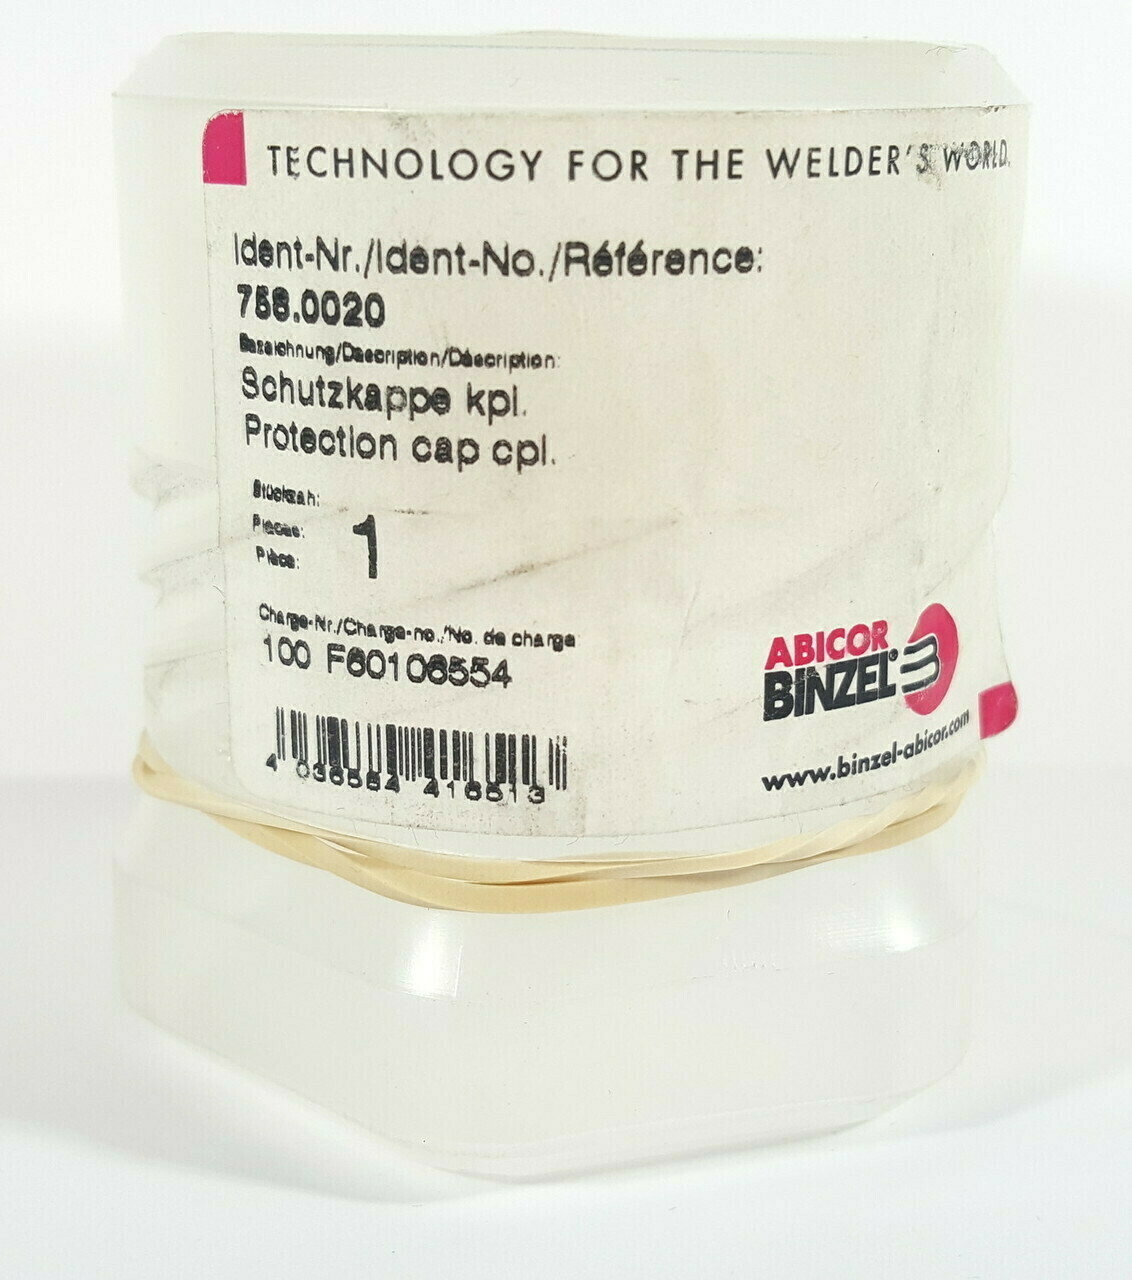 TECHNOLOGY FOR THE WELDER'S WORLD.
Ident-Nr./Ident-No./Référence:
758.0020
Bezeichnung/Description/Déscription:
Schutzkappe kpl.
Protection cap cpl.
Stückzah:
Pieces:
Pièce:
1
Charge-Nr./Charge-no./No. de charge
100 F60106554
4 036584 416513
ABICOR
BINZEL®
www.binzel-abicor.com